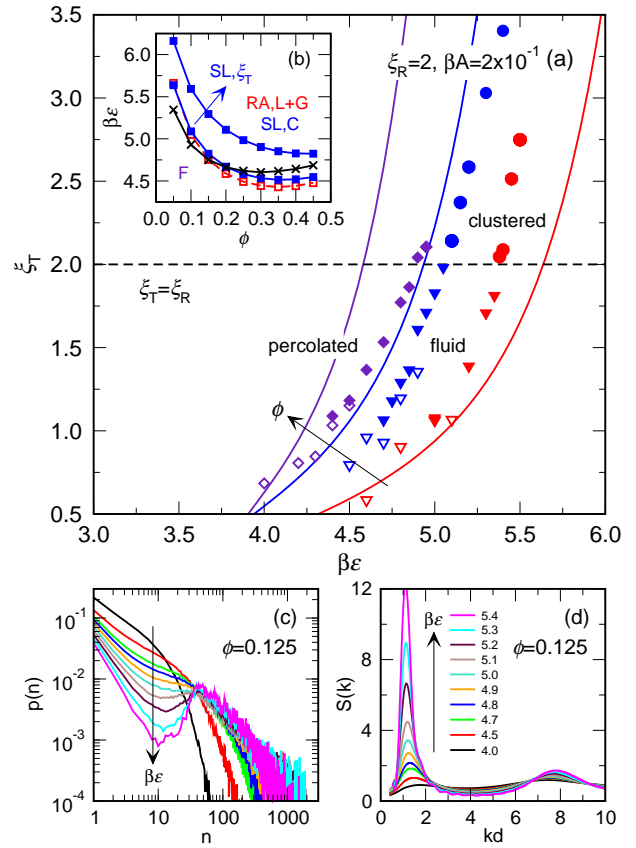 ξ_R=2, βA=2x10⁻¹ (a)
3.5
3.0
2.5
2.0
1.5
1.0
0.5
ξ_T
3.0 3.5 4.0 4.5 5.0 5.5 6.0
βε
clustered
ξ_T=ξ_R
percolated
fluid
ϕ
(b)
6.0
5.5
5.0
4.5
βε
SL,ξ_T
RA,L+G
SL,C
F
0.0 0.1 0.2 0.3 0.4 0.5
ϕ
(c)
ϕ=0.125
10⁻¹
10⁻²
10⁻³
10⁻⁴
p(n)
βε
1 10 100 1000
n
(d)
ϕ=0.125
12
8
4
0
S(k)
βε
5.4
5.3
5.2
5.1
5.0
4.9
4.8
4.7
4.5
4.0
0 2 4 6 8 10
kd